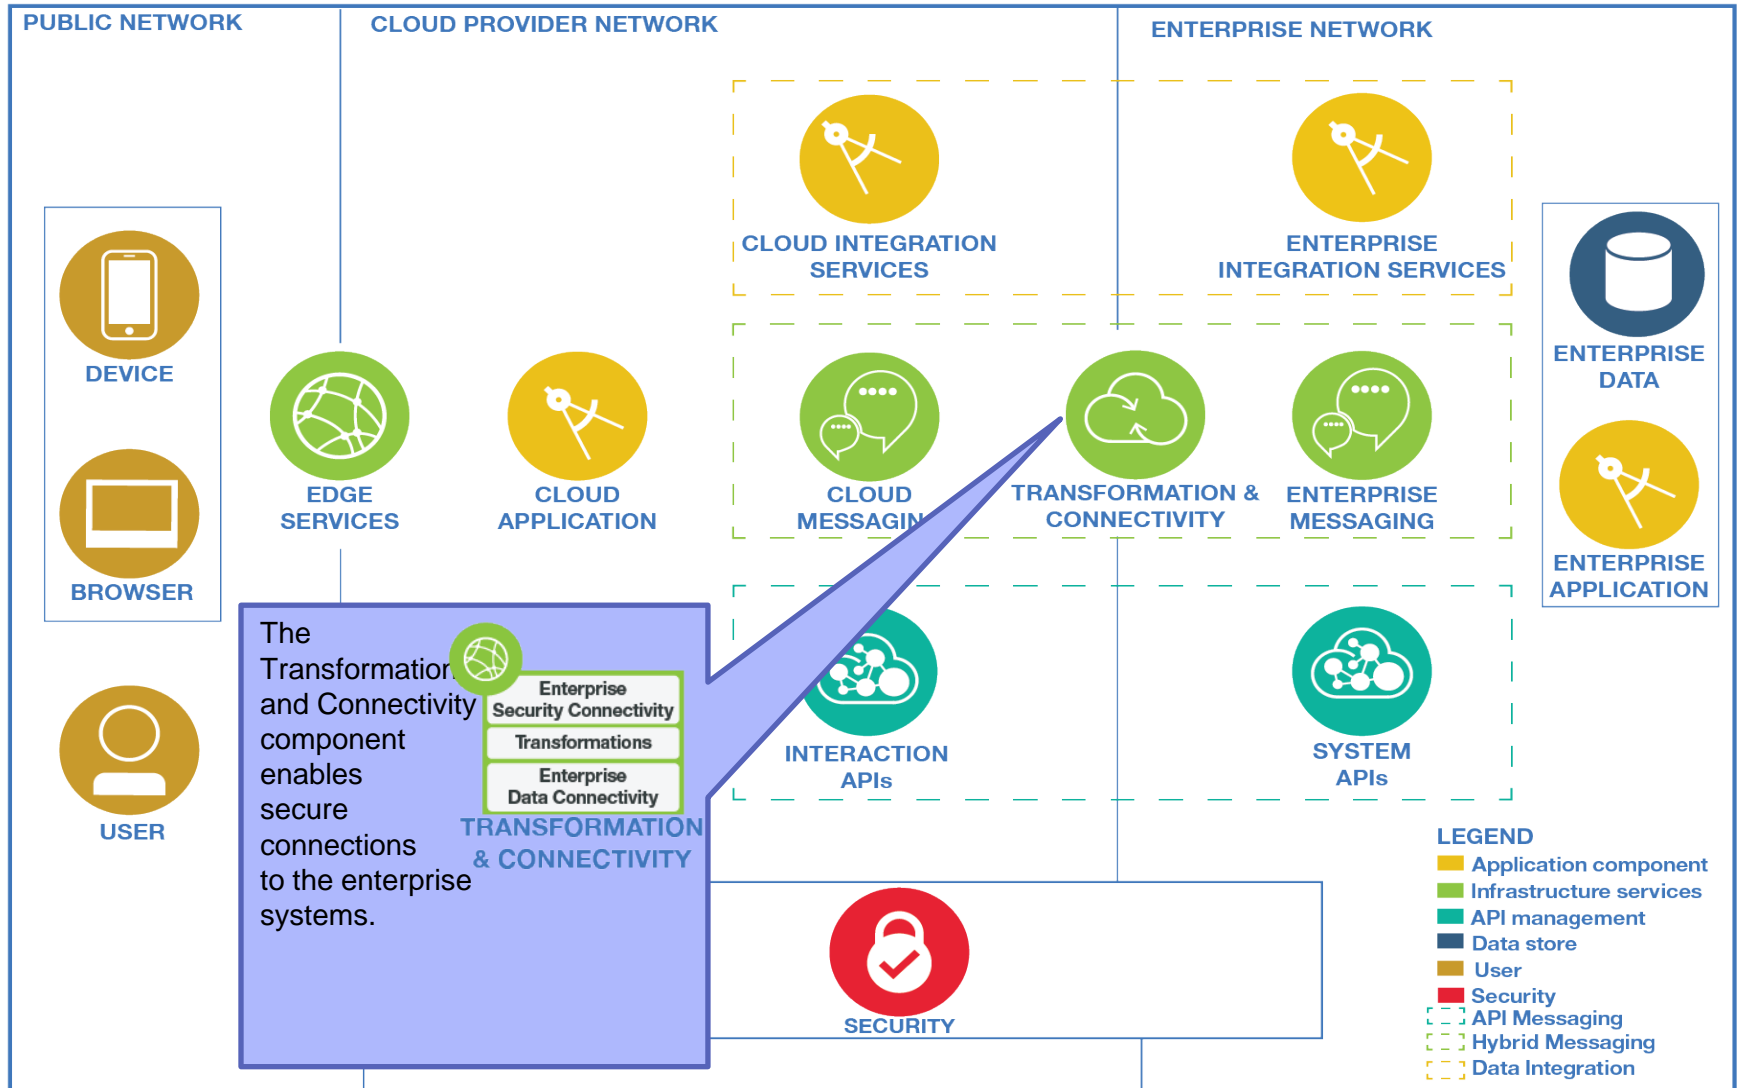 PUBLIC NETWORK
CLOUD PROVIDER NETWORK
ENTERPRISE NETWORK
CLOUD INTEGRATION
SERVICES
ENTERPRISE
INTEGRATION SERVICES
DEVICE
BROWSER
USER
EDGE
SERVICES
CLOUD
APPLICATION
CLOUD
MESSAGIN
TRANSFORMATION &
CONNECTIVITY
ENTERPRISE
MESSAGING
ENTERPRISE
DATA
ENTERPRISE
APPLICATION
The
Transformation
and Connectivity
component
enables
secure
connections
to the enterprise
systems.
Enterprise
Security Connectivity
Transformations
Enterprise
Data Connectivity
TRANSFORMATION
& CONNECTIVITY
INTERACTION
APIs
SYSTEM
APIs
SECURITY
LEGEND
Application component
Infrastructure services
API management
Data store
User
Security
API Messaging
Hybrid Messaging
Data Integration